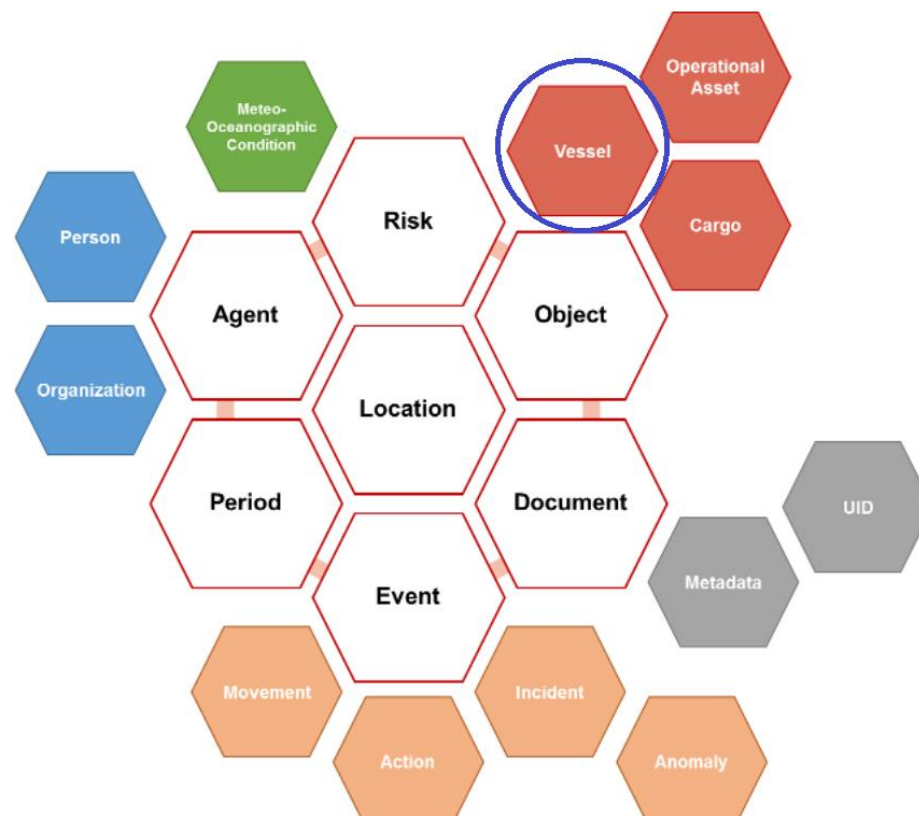 Operational
Asset
Meteo-
Oceanographic
Condition
Vessel
Risk
Cargo
Person
Agent
Object
Organization
Location
Period
Document
UID
Metadata
Event
Movement
Incident
Action
Anomaly